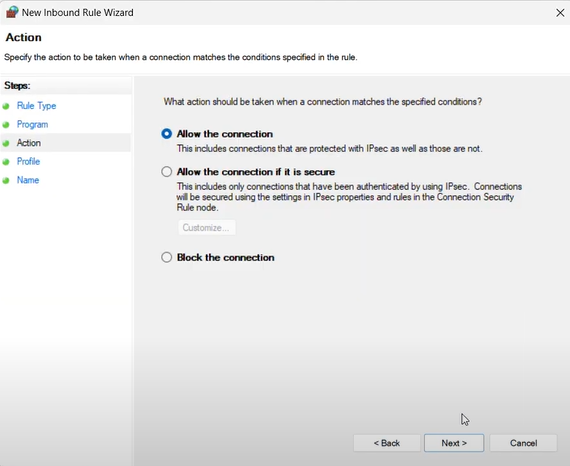 New Inbound Rule Wizard
Action
Specify the action to be taken when a connection matches the conditions specified in the rule.
Steps:
Rule Type
Program
Action
Profile
Name
What action should be taken when a connection matches the specified conditions?
Allow the connection
This includes connections that are protected with IPsec as well as those are not.
Allow the connection if it is secure
This includes only connections that have been authenticated by using IPsec. Connections
will be secured using the settings in IPsec properties and rules in the Connection Security
Rule node.
Customize...
Block the connection
< Back
Next >
Cancel